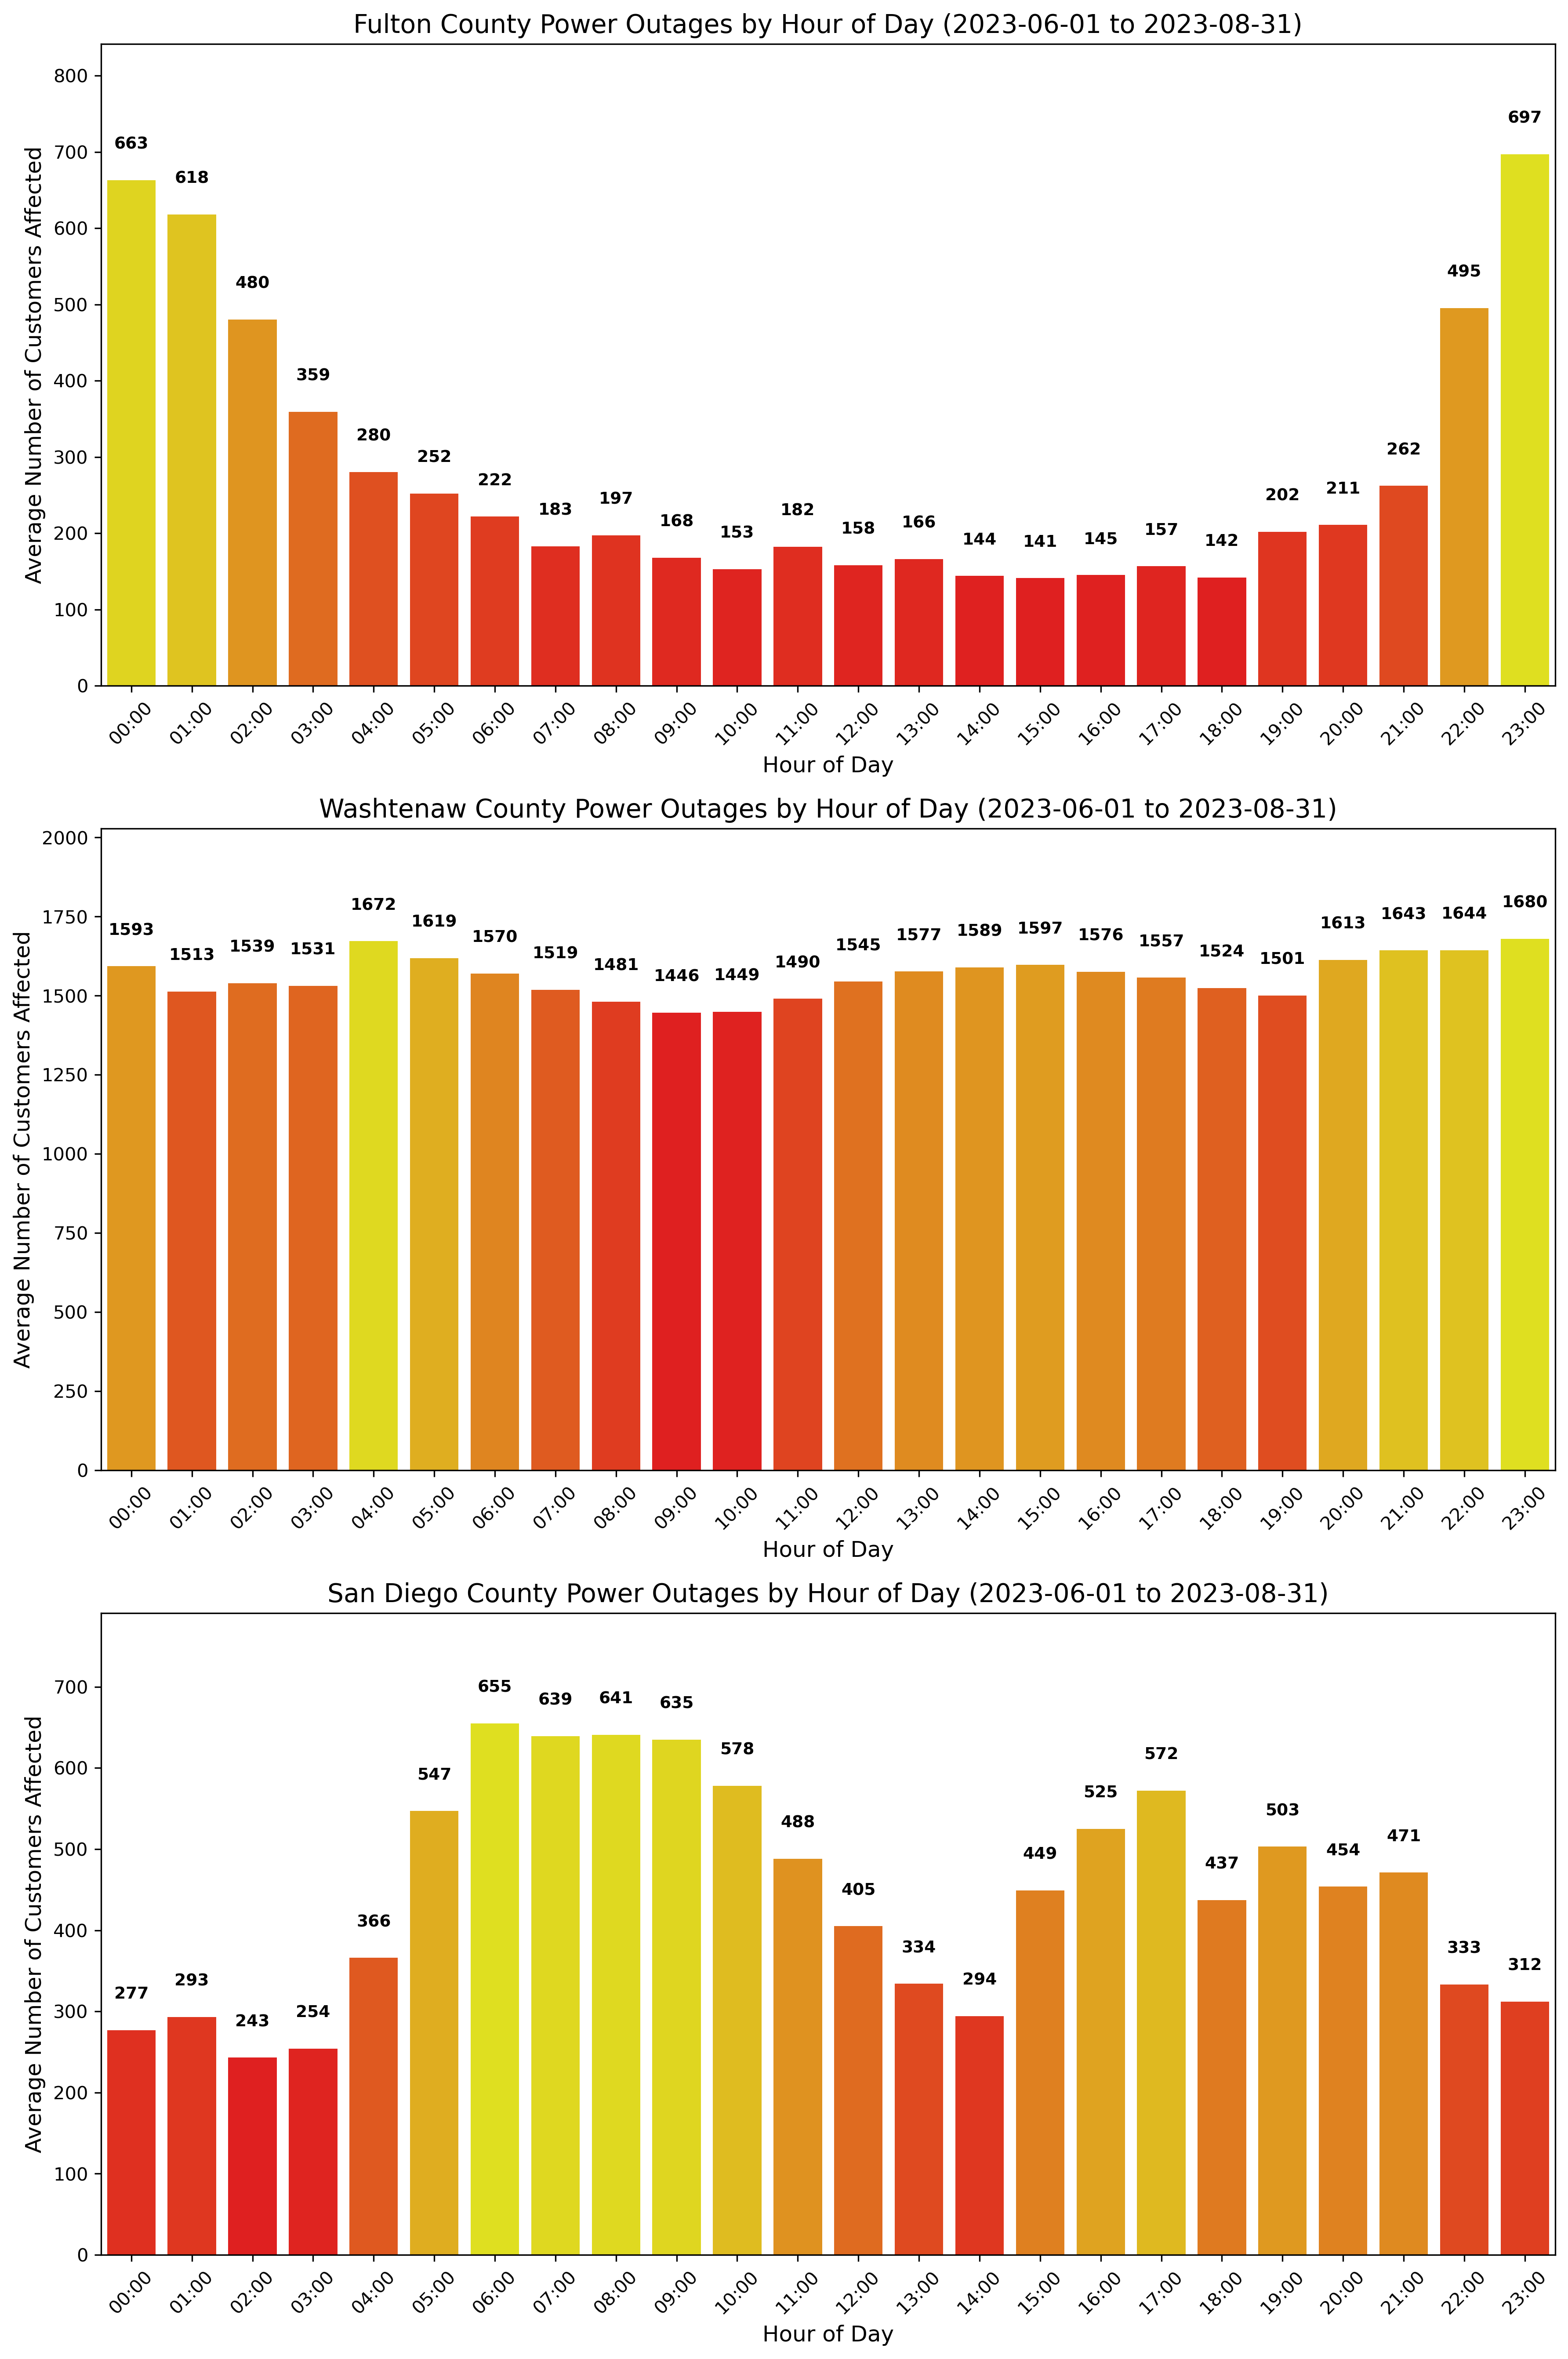 Fulton County Power Outages by Hour of Day (2023-06-01 to 2023-08-31)
Average Number of Customers Affected
800
700
600
500
400
300
200
100
0
663 618 480 359 280 252 222 183 197 168 153 182 158 166 144 141 145 157 142 202 211 262 495 697
00:00 01:00 02:00 03:00 04:00 05:00 06:00 07:00 08:00 09:00 10:00 11:00 12:00 13:00 14:00 15:00 16:00 17:00 18:00 19:00 20:00 21:00 22:00 23:00
Hour of Day
Washtenaw County Power Outages by Hour of Day (2023-06-01 to 2023-08-31)
Average Number of Customers Affected
2000
1750
1500
1250
1000
750
500
250
0
1593 1513 1539 1531 1672 1619 1570 1519 1481 1446 1449 1490 1545 1577 1589 1597 1576 1557 1524 1501 1613 1643 1644 1680
00:00 01:00 02:00 03:00 04:00 05:00 06:00 07:00 08:00 09:00 10:00 11:00 12:00 13:00 14:00 15:00 16:00 17:00 18:00 19:00 20:00 21:00 22:00 23:00
Hour of Day
San Diego County Power Outages by Hour of Day (2023-06-01 to 2023-08-31)
Average Number of Customers Affected
700
600
500
400
300
200
100
0
277 293 243 254 366 547 655 639 641 635 578 488 405 334 294 449 525 572 437 503 454 471 333 312
00:00 01:00 02:00 03:00 04:00 05:00 06:00 07:00 08:00 09:00 10:00 11:00 12:00 13:00 14:00 15:00 16:00 17:00 18:00 19:00 20:00 21:00 22:00 23:00
Hour of Day